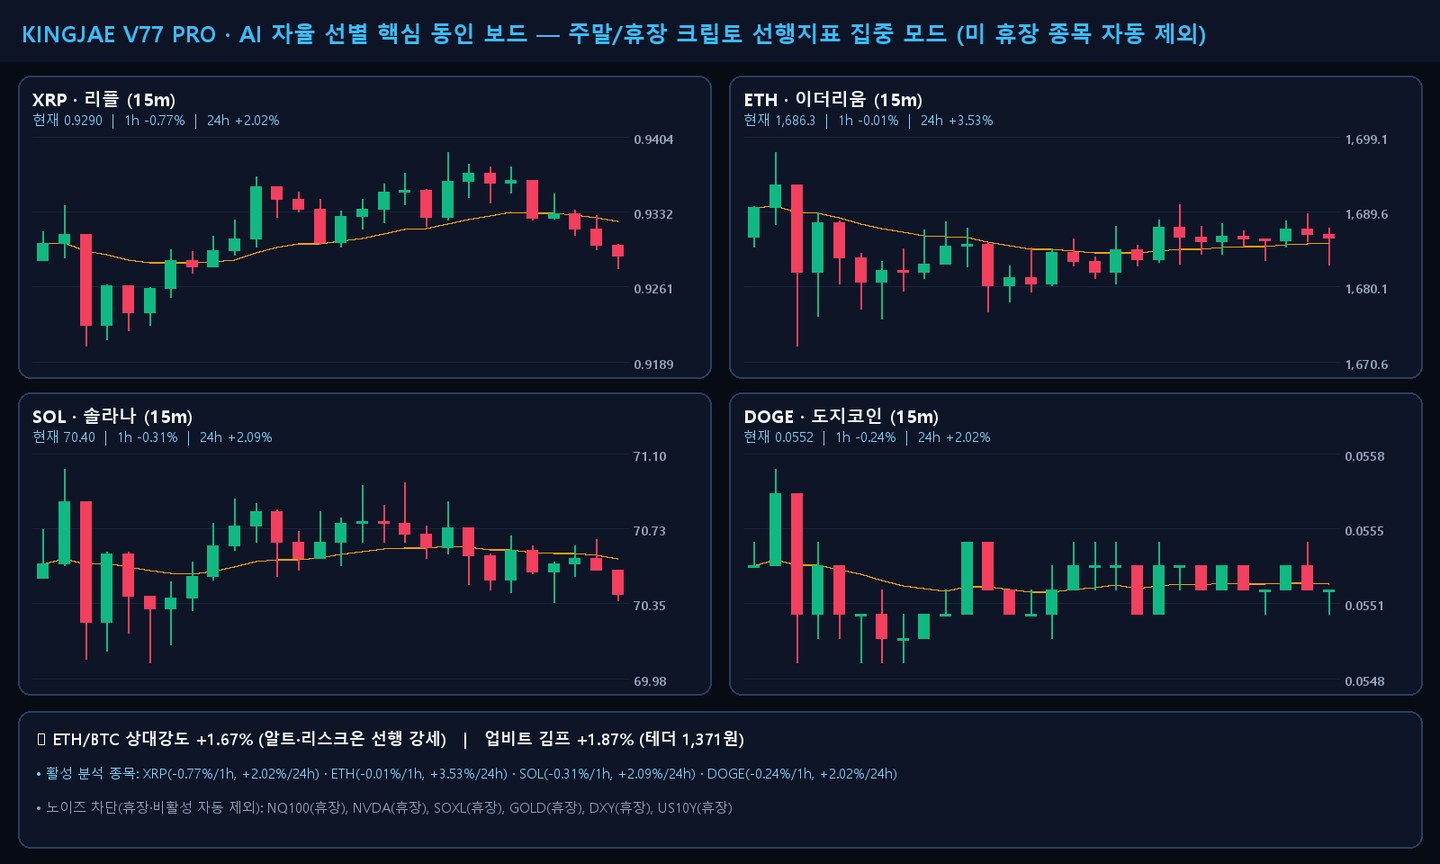 KINGJAE V77 PRO · AI 자율 선별 핵심 동인 보드 — 주말/휴장 크립토 선행지표 집중 모드 (미 휴장 종목 자동 제외)
XRP · 리플 (15m)
현재 0.9290 | 1h -0.77% | 24h +2.02%
0.9404
0.9332
0.9261
0.9189
ETH · 이더리움 (15m)
현재 1,686.3 | 1h -0.01% | 24h +3.53%
1,699.1
1,689.6
1,680.1
1,670.6
SOL · 솔라나 (15m)
현재 70.40 | 1h -0.31% | 24h +2.09%
71.10
70.73
70.35
69.98
DOGE · 도지코인 (15m)
현재 0.0552 | 1h -0.24% | 24h +2.02%
0.0558
0.0555
0.0551
0.0548
ETH/BTC 상대강도 +1.67% (알트·리스크온 선행 강세) | 업비트 김프 +1.87% (테더 1,371원)
• 활성 분석 종목: XRP(-0.77%/1h, +2.02%/24h) · ETH(-0.01%/1h, +3.53%/24h) · SOL(-0.31%/1h, +2.09%/24h) · DOGE(-0.24%/1h, +2.02%/24h)
• 노이즈 차단(휴장·비활성 자동 제외): NQ100(휴장), NVDA(휴장), SOXL(휴장), GOLD(휴장), DXY(휴장), US10Y(휴장)